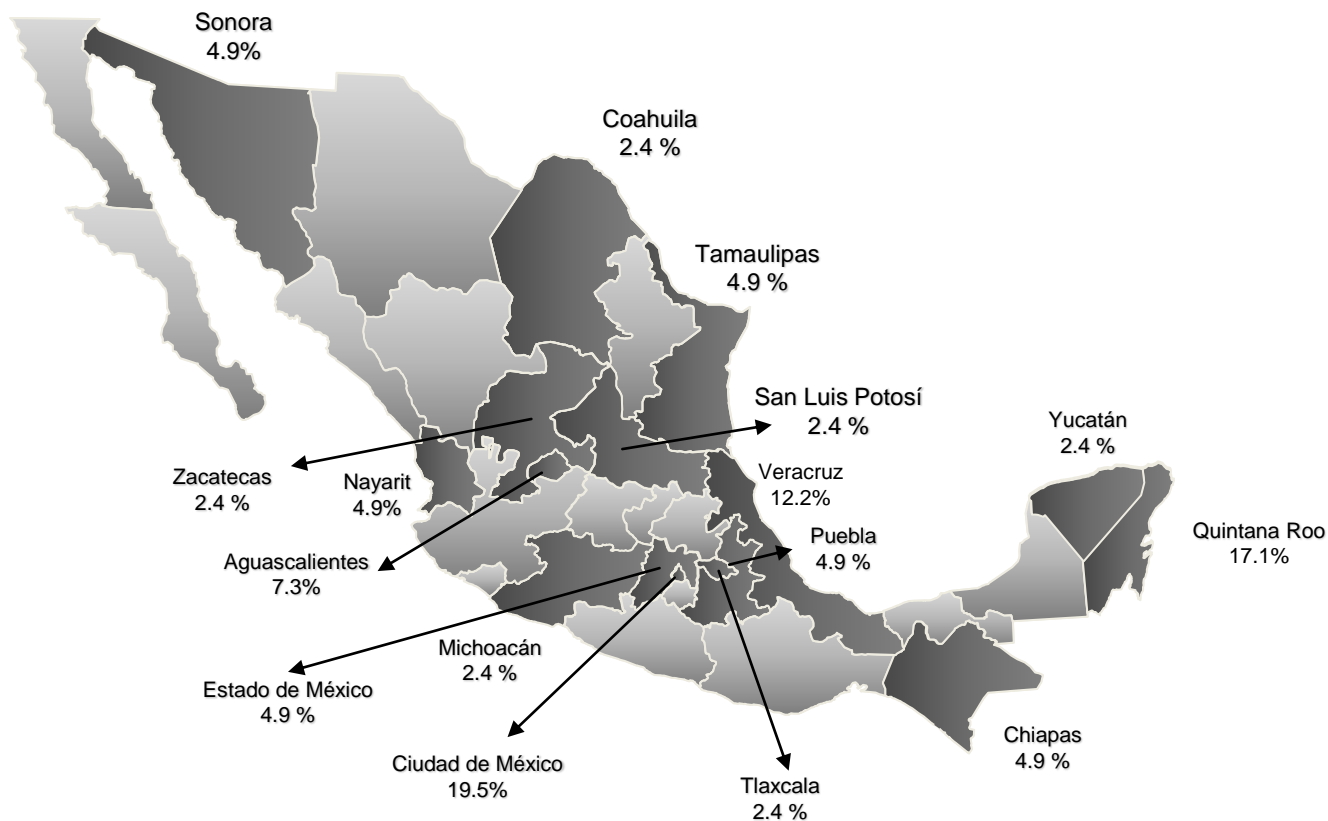 Sonora
4.9%
Coahuila
2.4 %
Tamaulipas
4.9 %
San Luis Potosí
2.4 %
Yucatán
2.4 %
Zacatecas
2.4 %
Nayarit
4.9%
Veracruz
12.2%
Quintana Roo
17.1%
Puebla
4.9 %
Aguascalientes
7.3%
Michoacán
2.4 %
Estado de México
4.9 %
Chiapas
4.9 %
Ciudad de México
19.5%
Tlaxcala
2.4 %